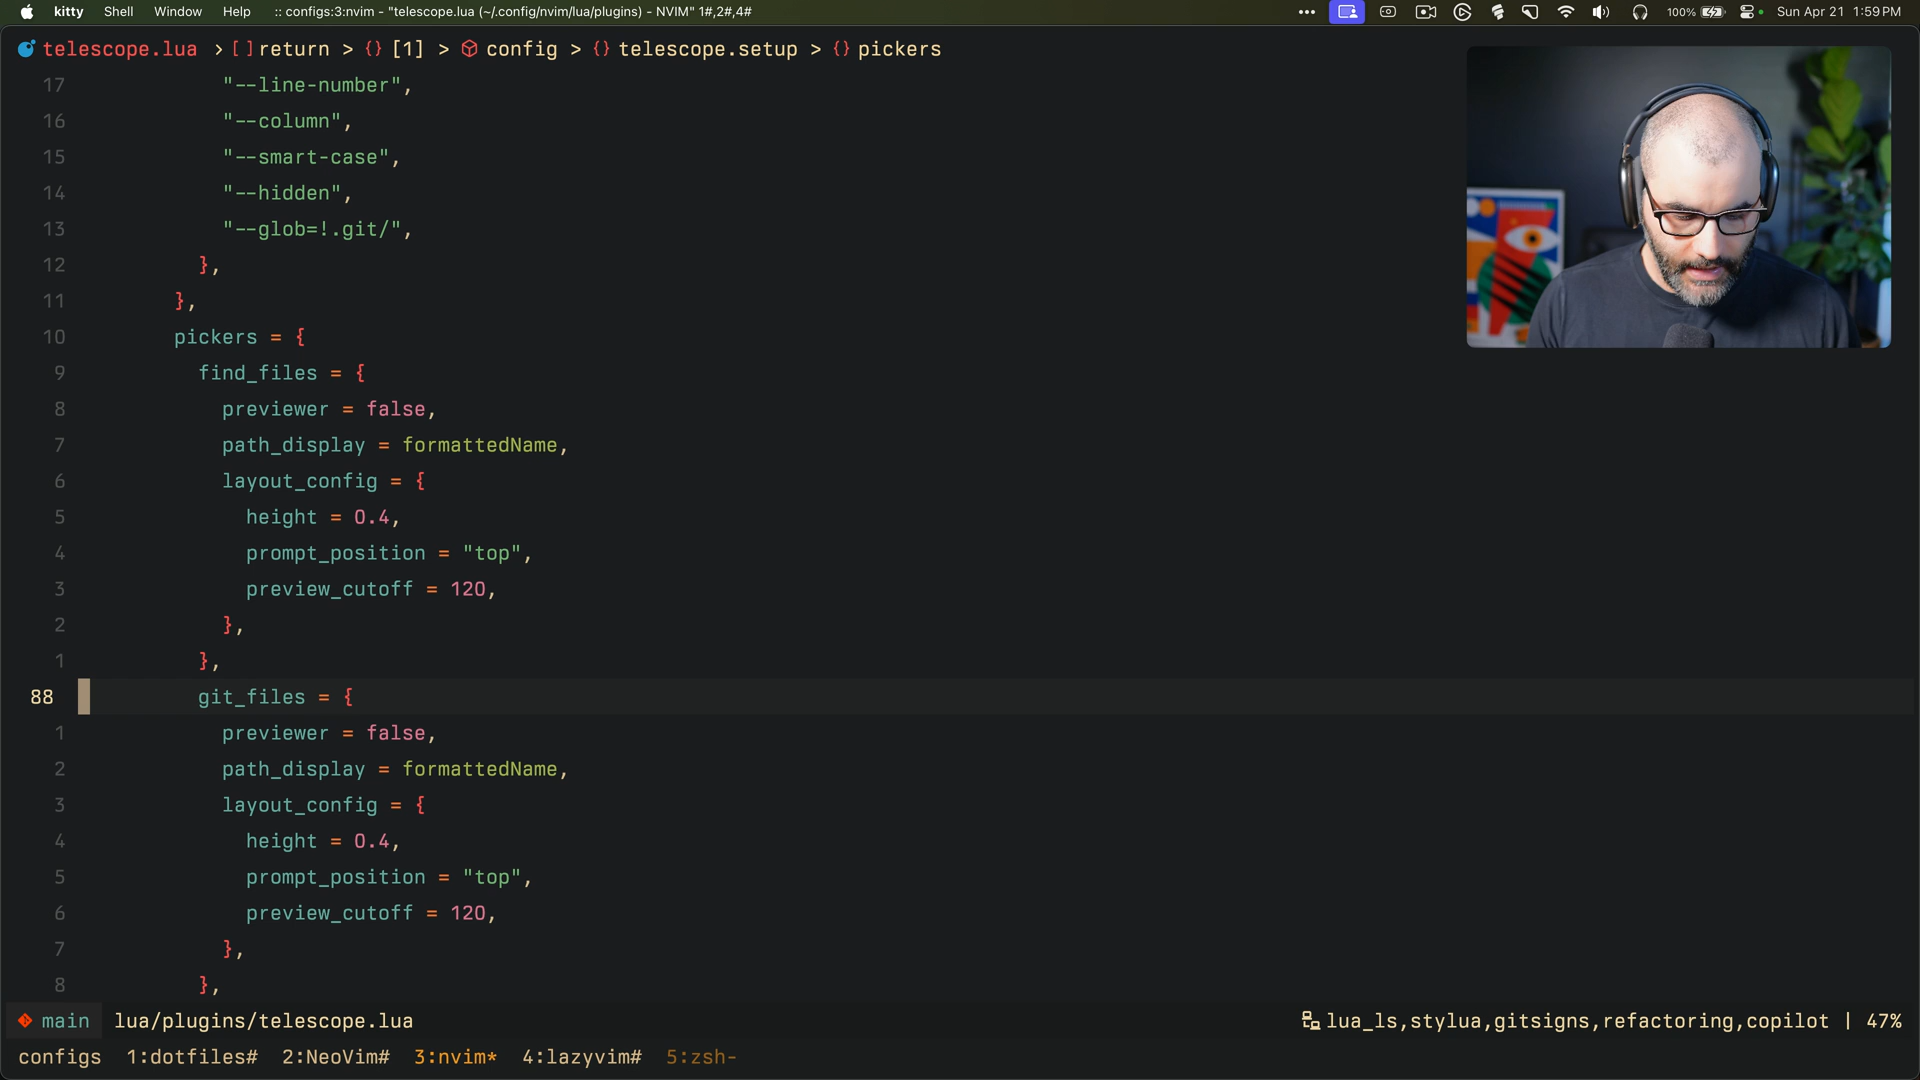 kitty Shell Window Help :: configs:3:nvim - "telescope.lua (~/.config/nvim/lua/plugins) - NVIM" 1#,2#,4# 100% Sun Apr 21 1:59 PM
telescope.lua > [] return > {} [1] > config > {} telescope.setup > {} pickers
17 "--line-number",
16 "--column",
15 "--smart-case",
14 "--hidden",
13 "--glob=!.git/",
12 },
11 },
10 pickers = {
9 find_files = {
8 previewer = false,
7 path_display = formattedName,
6 layout_config = {
5 height = 0.4,
4 prompt_position = "top",
3 preview_cutoff = 120,
2 },
1 },
88 git_files = {
1 previewer = false,
2 path_display = formattedName,
3 layout_config = {
4 height = 0.4,
5 prompt_position = "top",
6 preview_cutoff = 120,
7 },
8 },
main lua/plugins/telescope.lua lua_ls,stylua,gitsigns,refactoring,copilot | 47%
configs 1:dotfiles# 2:NeoVim# 3:nvim* 4:lazyvim# 5:zsh-